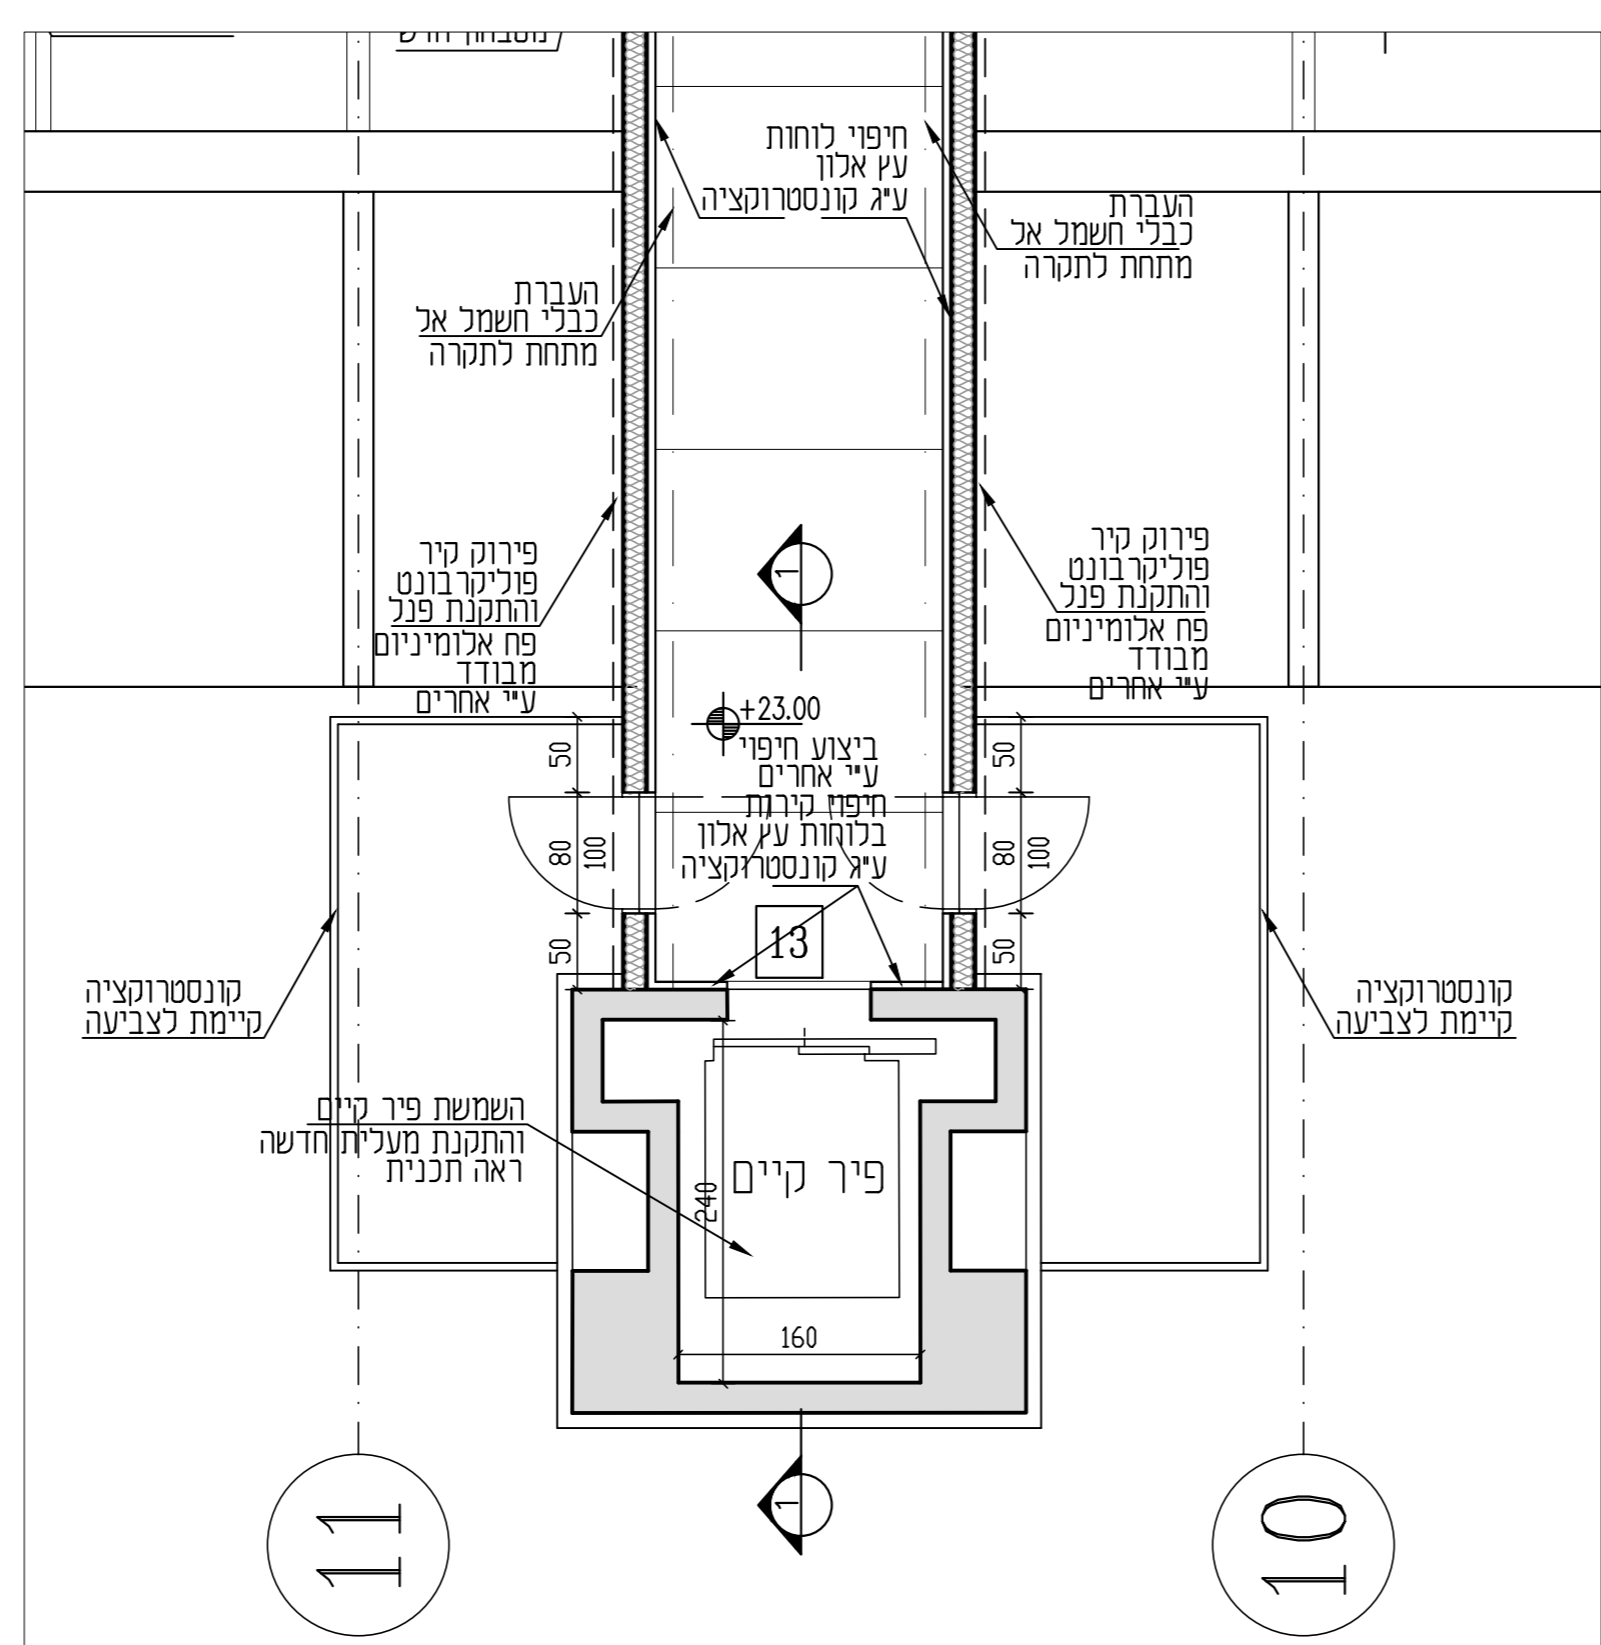 חיפוי לוחות
עץ אלון
ע"ג קונסטרוקציה
העברת
כבלי חשמל אל
מתחת לתקרה
העברת
כבלי חשמל אל
מתחת לתקרה
פירוק קיר
פוליקרבונט
והתקנת פנל
פח אלומיניום
מבודד
ע"י אחרים
פירוק קיר
פוליקרבונט
והתקנת פנל
פח אלומיניום
מבודד
ע"י אחרים
1
+23.00
ביצוע חיפוי
ע"י אחרים
חיפוי קירות
בלוחות עץ אלון
ע"ג קונסטרוקציה
50
80
100
50
50
80
100
50
13
קונסטרוקציה
קיימת לצביעה
קונסטרוקציה
קיימת לצביעה
השמשת פיר קיים
והתקנת מעלית חדשה
ראה תכנית
פיר קיים
240
160
1
11
10